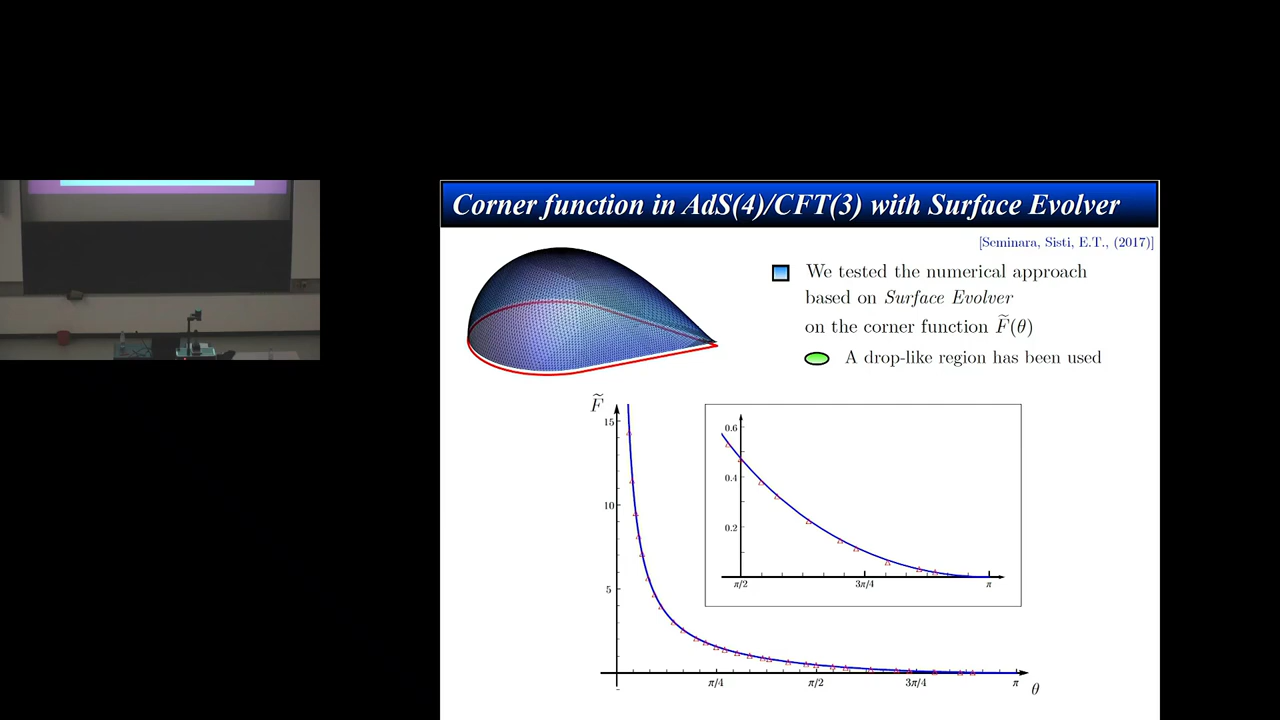 Corner function in AdS(4)/CFT(3) with Surface Evolver
[Seminara, Sisti, E.T., (2017)]
We tested the numerical approach
based on Surface Evolver
on the corner function F̃(θ)
A drop-like region has been used
F̃
15
10
5
π/4
π/2
3π/4
π
θ
0.6
0.4
0.2
π/2
3π/4
π